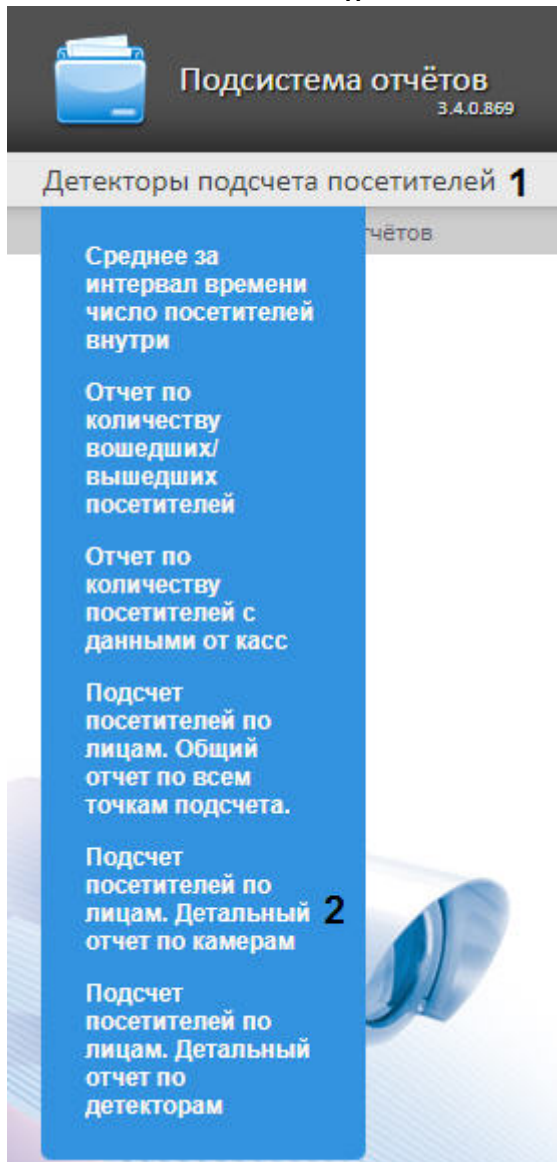 Подсистема отчётов
3.4.0.869
Детекторы подсчета посетителей 1
чётов
Среднее за
интервал времени
число посетителей
внутри
Отчет по
количеству
вошедших/
вышедших
посетителей
Отчет по
количеству
посетителей с
данными от касс
Подсчет
посетителей по
лицам. Общий
отчет по всем
точкам подсчета.
Подсчет
посетителей по
лицам. Детальный 2
отчет по камерам
Подсчет
посетителей по
лицам. Детальный
отчет по
детекторам